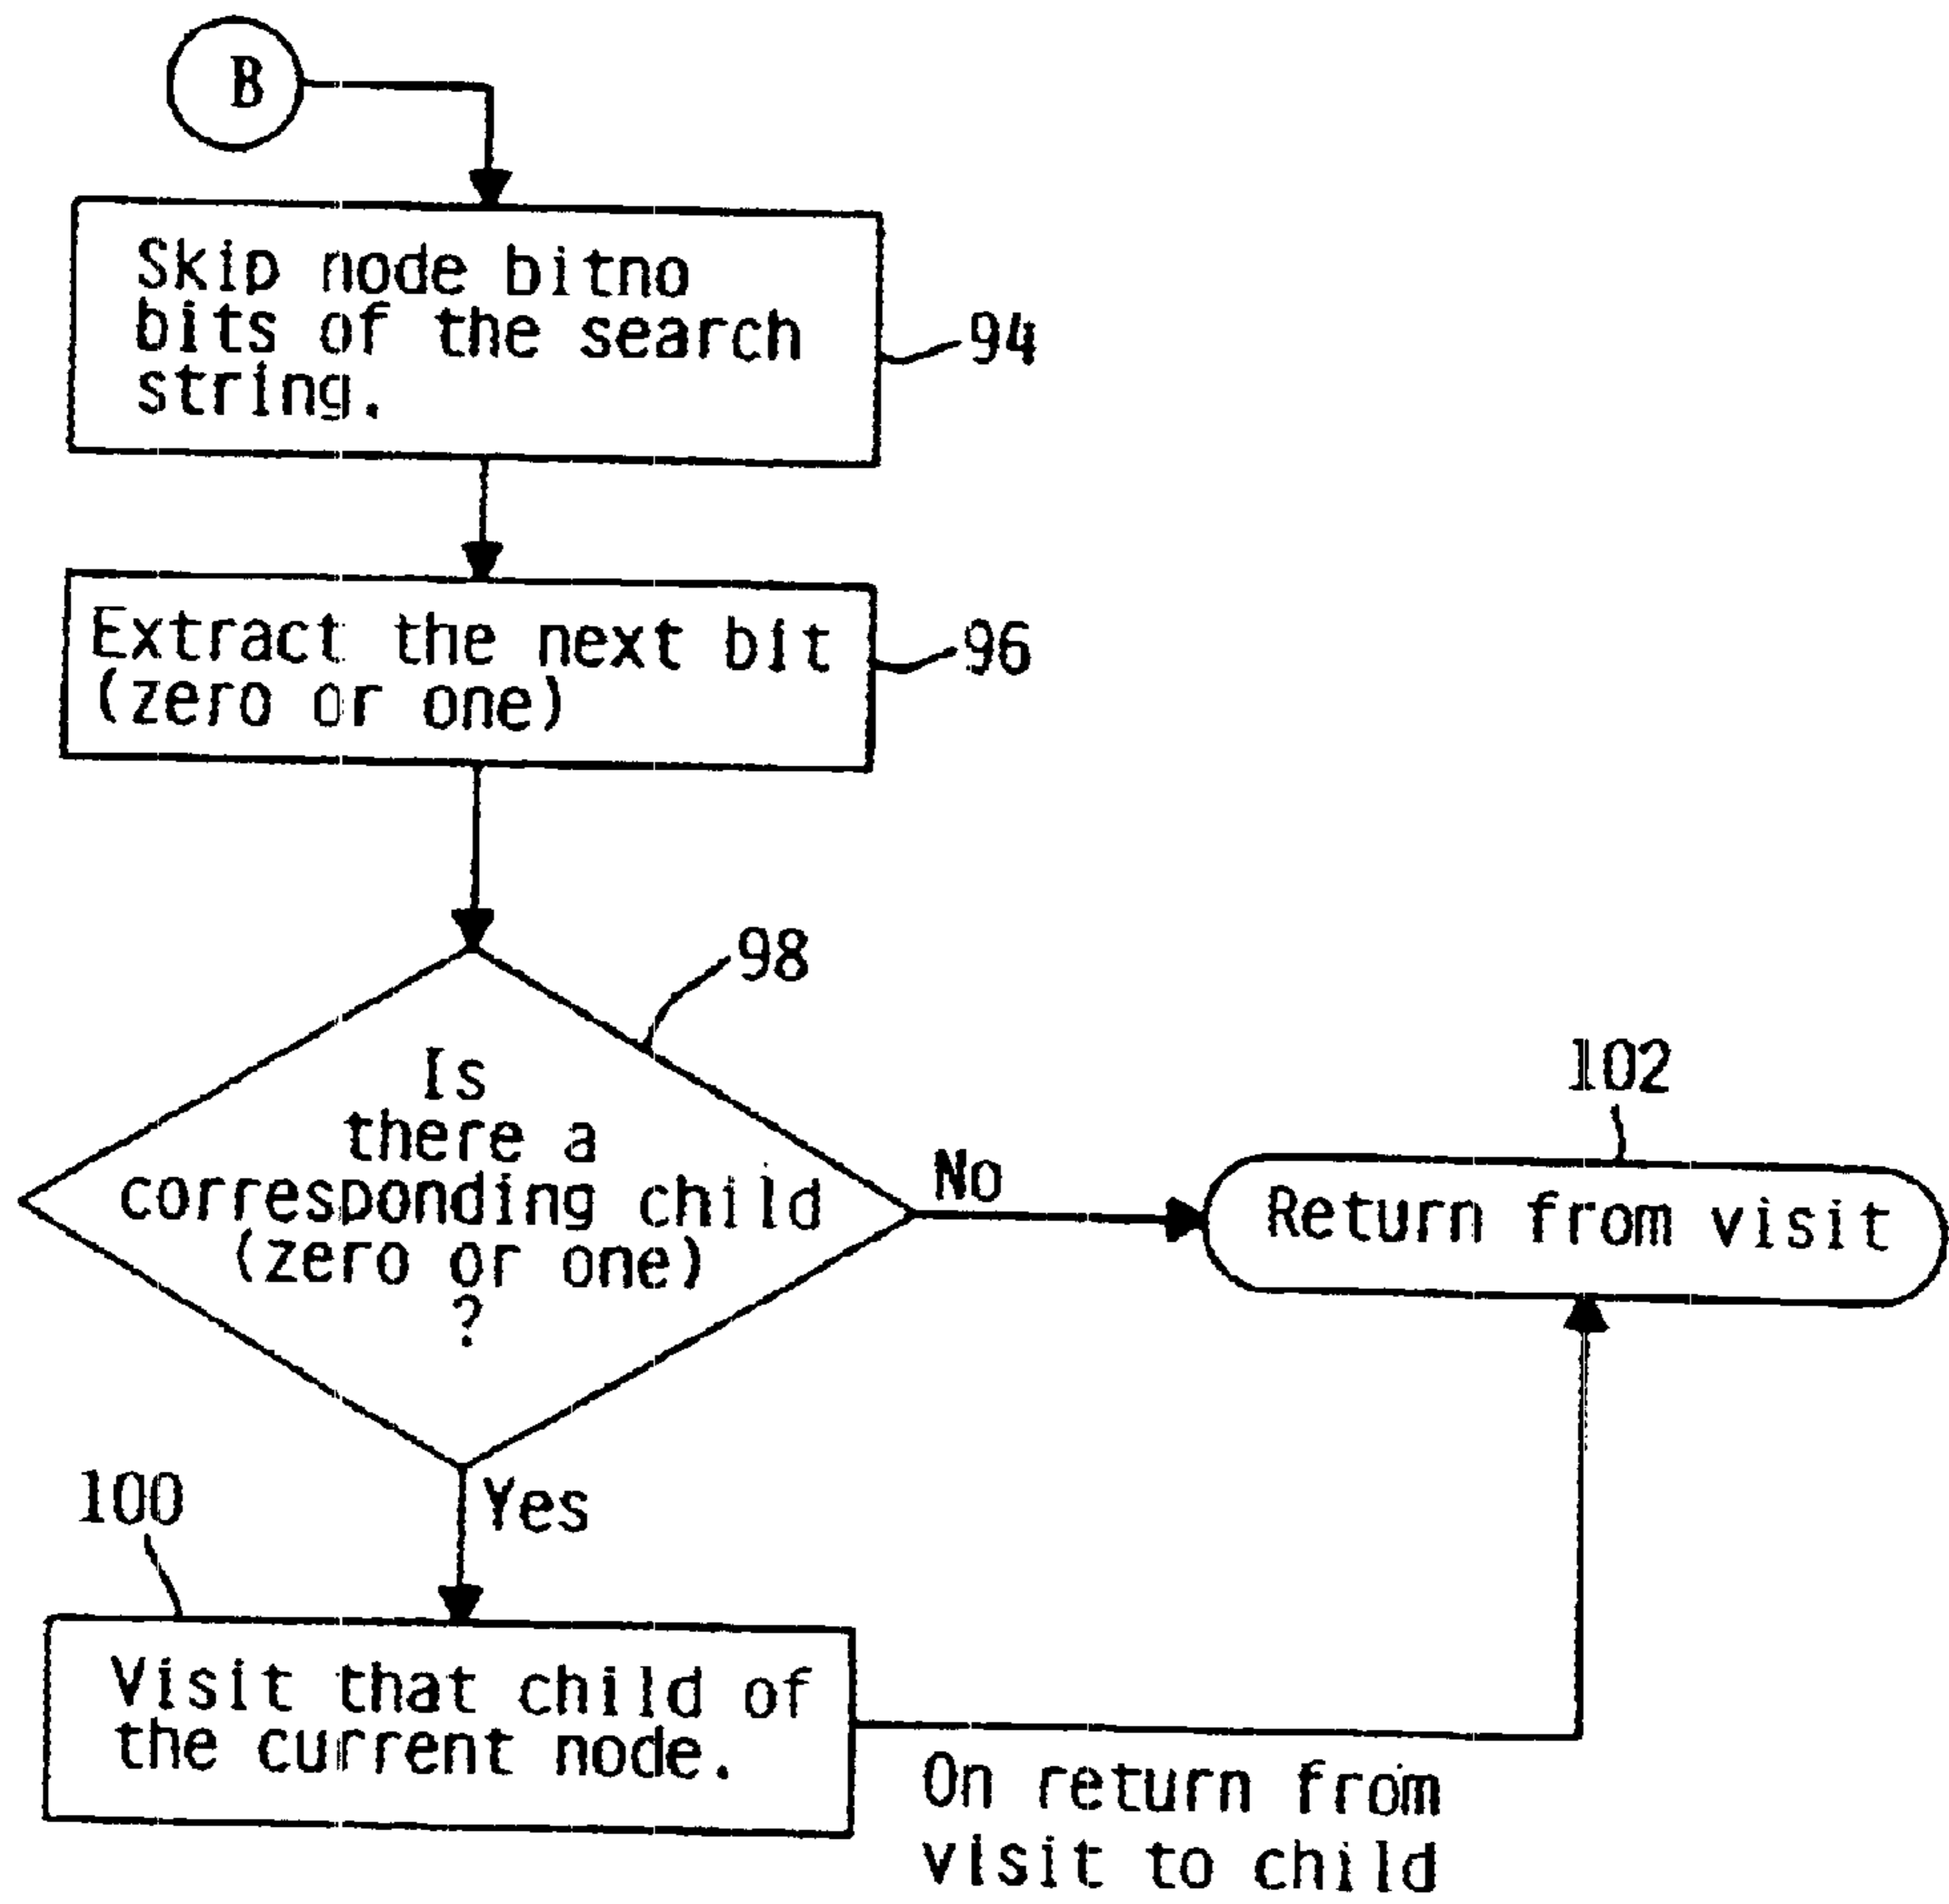 B
Skip node bitno
bits of the search
string.
94
Extract the next bit
(zero or one)
96
98
Is
there a
corresponding child
(zero or one)
?
No
102
Return from visit
Yes
100
Visit that child of
the current node.
On return from
visit to child